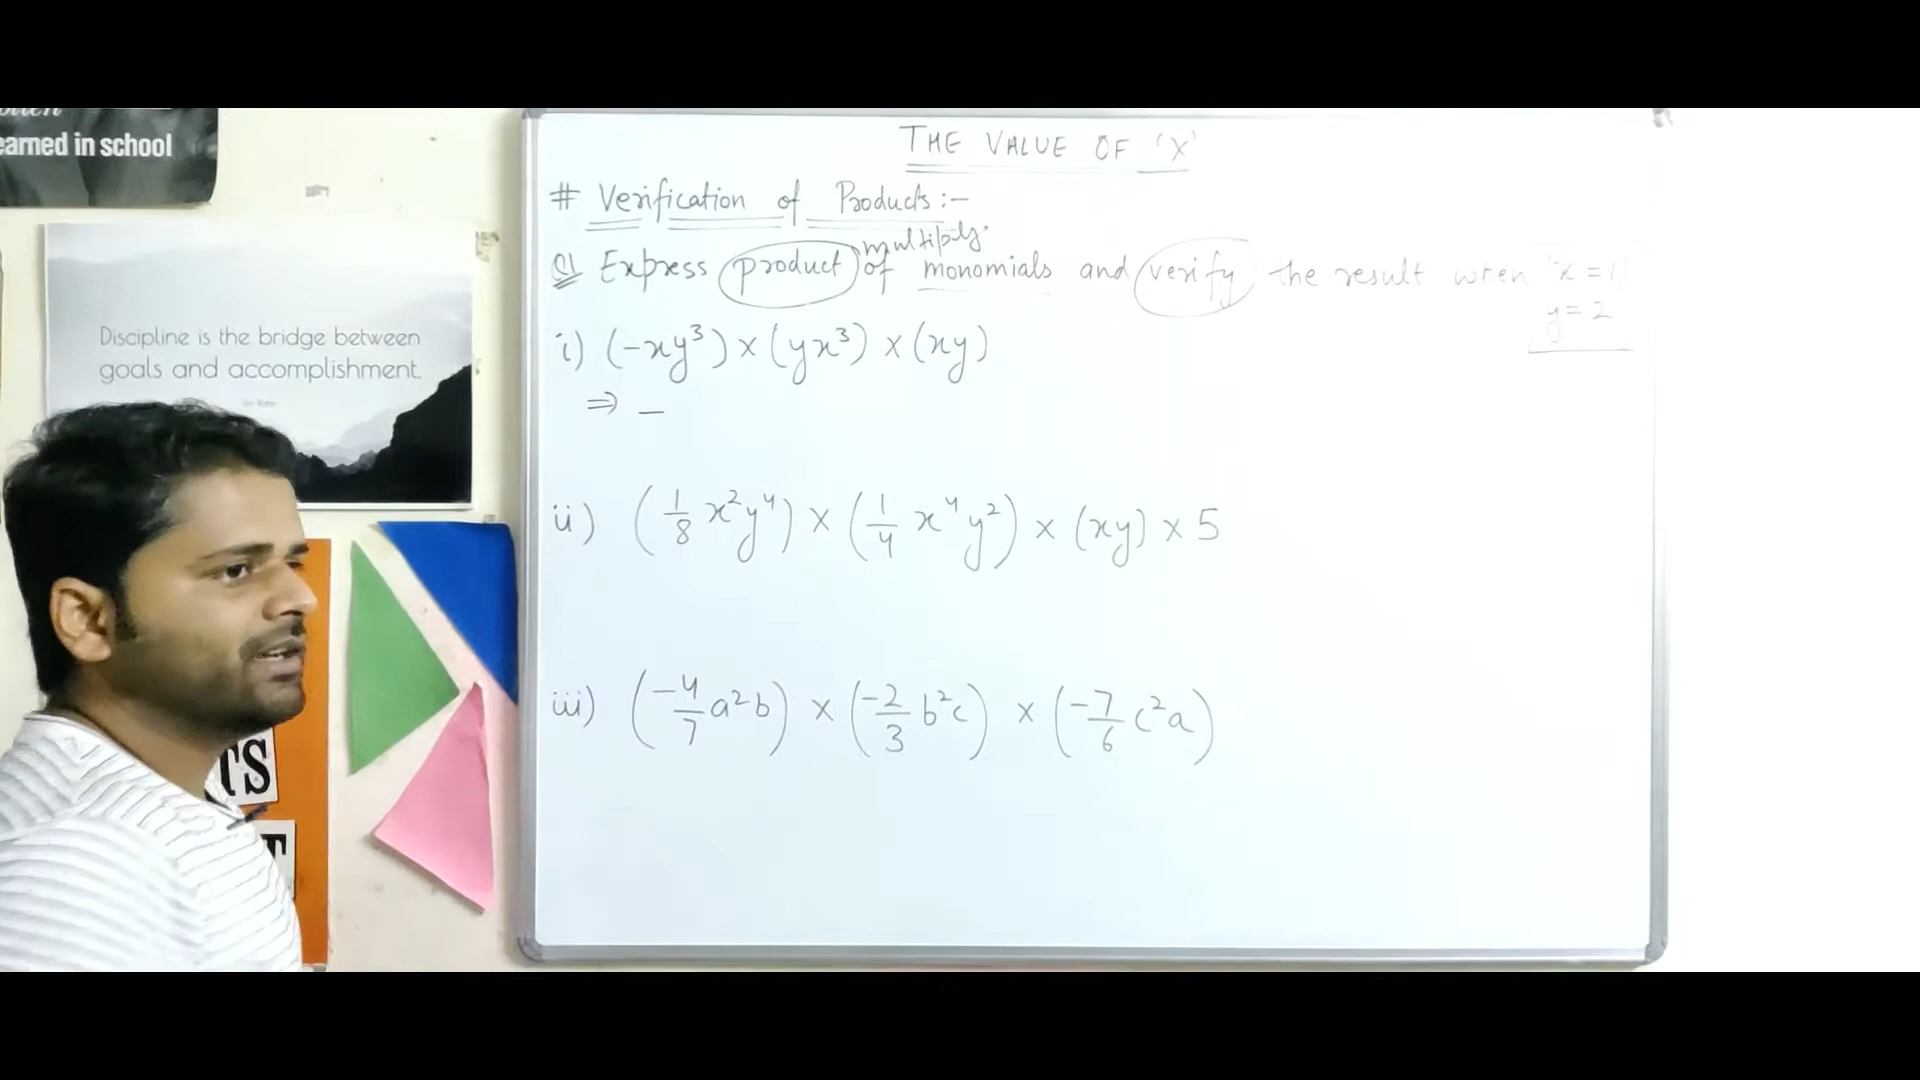 earned in school
Discipline is the bridge between
goals and accomplishment.
TS
T
THE VALUE OF 'X'
# Verification of Products:-
multiply
Q1 Express product of monomials and verify the result when x = 1
y = 2
i) (-xy³) × (yx³) × (xy)
⇒ -
ii) (1/8 x²y⁴) × (1/4 x⁴y²) × (xy) × 5
iii) (-4/7 a²b) × (-2/3 b²c) × (-7/6 c²a)